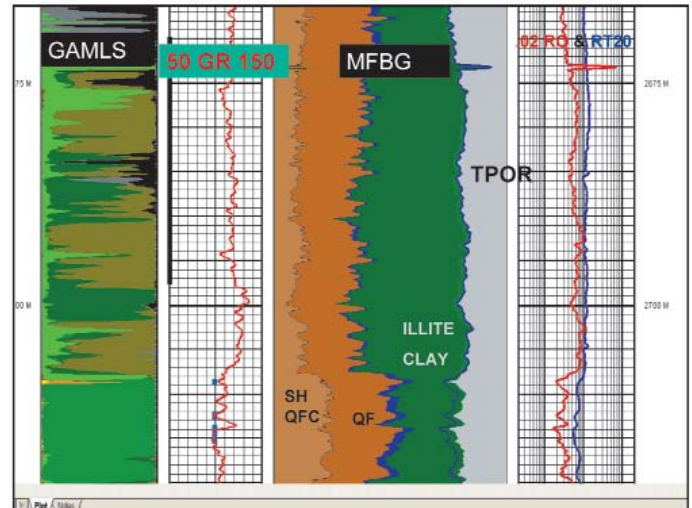 GAMLS
50 GR 150
MFBG
.02 RO & RT20
75 M
2675 M
TPOR
00 M
2700 M
ILLITE
CLAY
SH
QFC
QF
Plot
Notes